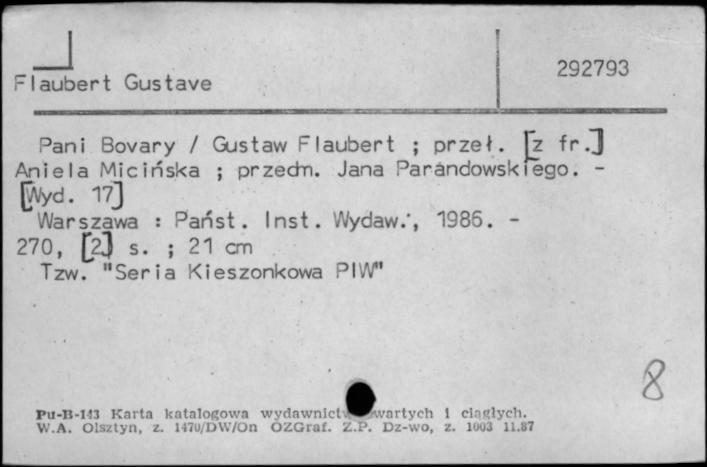 292793
Flaubert Gustave
Pani Bovary / Gustaw Flaubert ; przeł. [z fr.]
Aniela Micińska ; przedm. Jana Parandowskiego. -
[Wyd. 17]
Warszawa : Państ. Inst. Wydaw., 1986. -
270, [2] s. ; 21 cm
Tzw. "Seria Kieszonkowa PIW"
8
Pu-B-143 Karta katalogowa wydawnictw zwartych i ciągłych.
W.A. Olsztyn, z. 1470/DW/On OZGraf. Z.P. Dz-wo, z. 1003 11.87